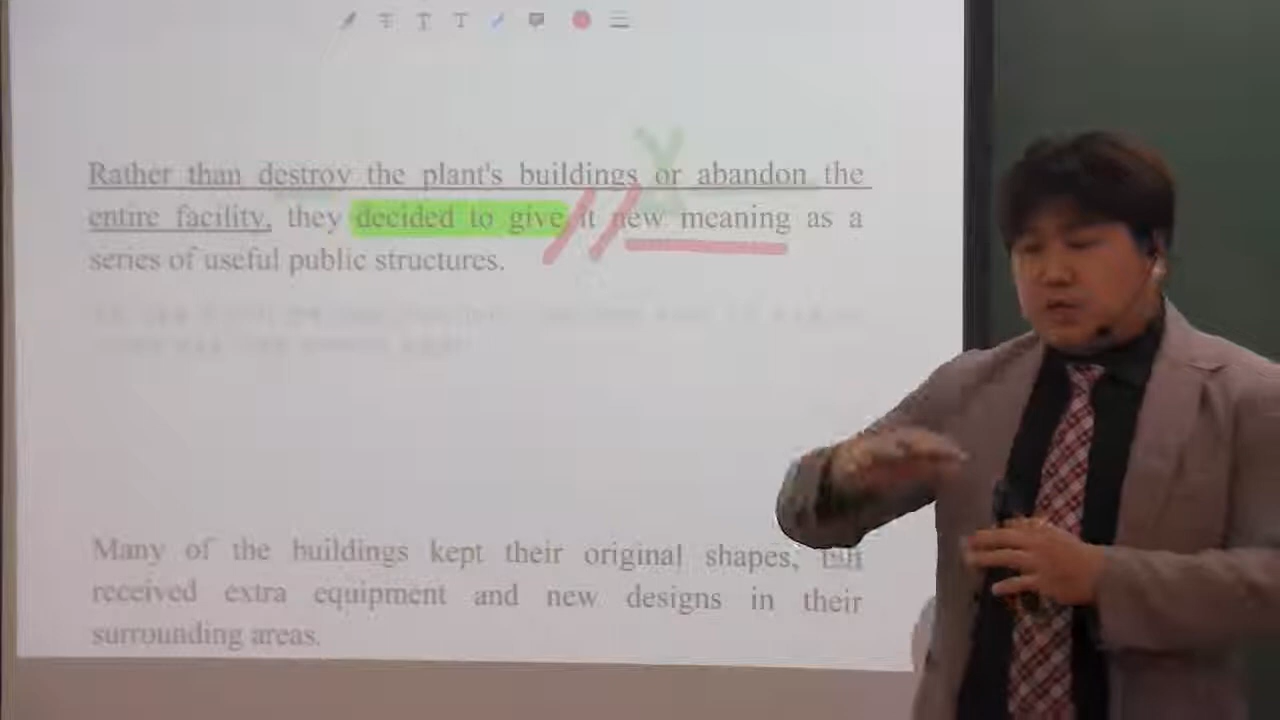 Rather than destroy the plant's buildings or abandon the
entire facility, they decided to give it new meaning as a
series of useful public structures.
Many of the buildings kept their original shapes, but
received extra equipment and new designs in their
surrounding areas.